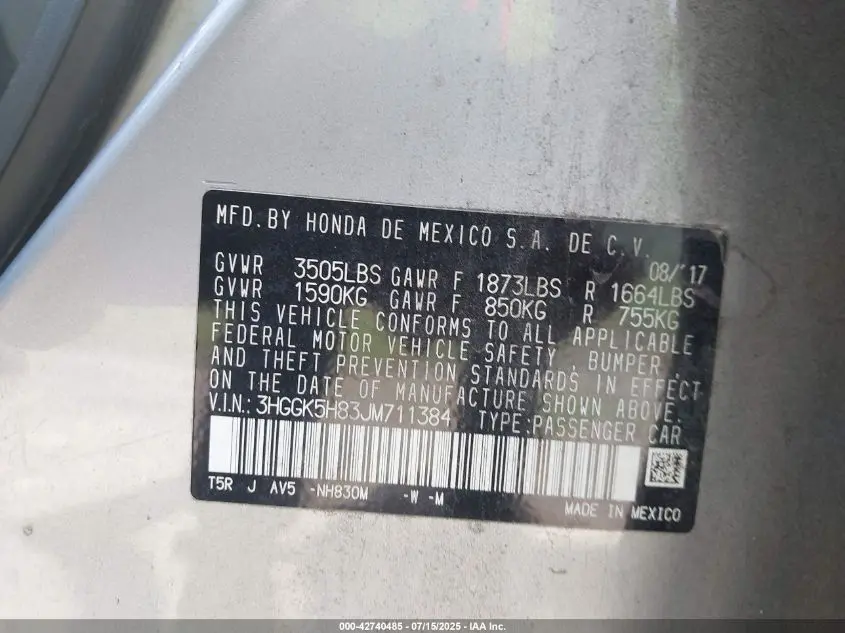 MFD.BY HONDA DE MEXICO S.A. DE C.V.
08/'17
GVWR 3505LBS GAWR F 1873LBS R 1664LBS
GVWR 1590KG GAWR F 850KG R 755KG
THIS VEHICLE CONFORMS TO ALL APPLICABLE
FEDERAL MOTOR VEHICLE SAFETY , BUMPER ,
AND THEFT PREVENTION STANDARDS IN EFFECT
ON THE DATE OF MANUFACTURE SHOWN ABOVE.
V.I.N.: 3HGGK5H83JM711384 TYPE:PASSENGER CAR
T5R J AV5 -NH830M -W -M
MADE IN MEXICO
000-42740485 - 07/15/2025 - IAA Inc.